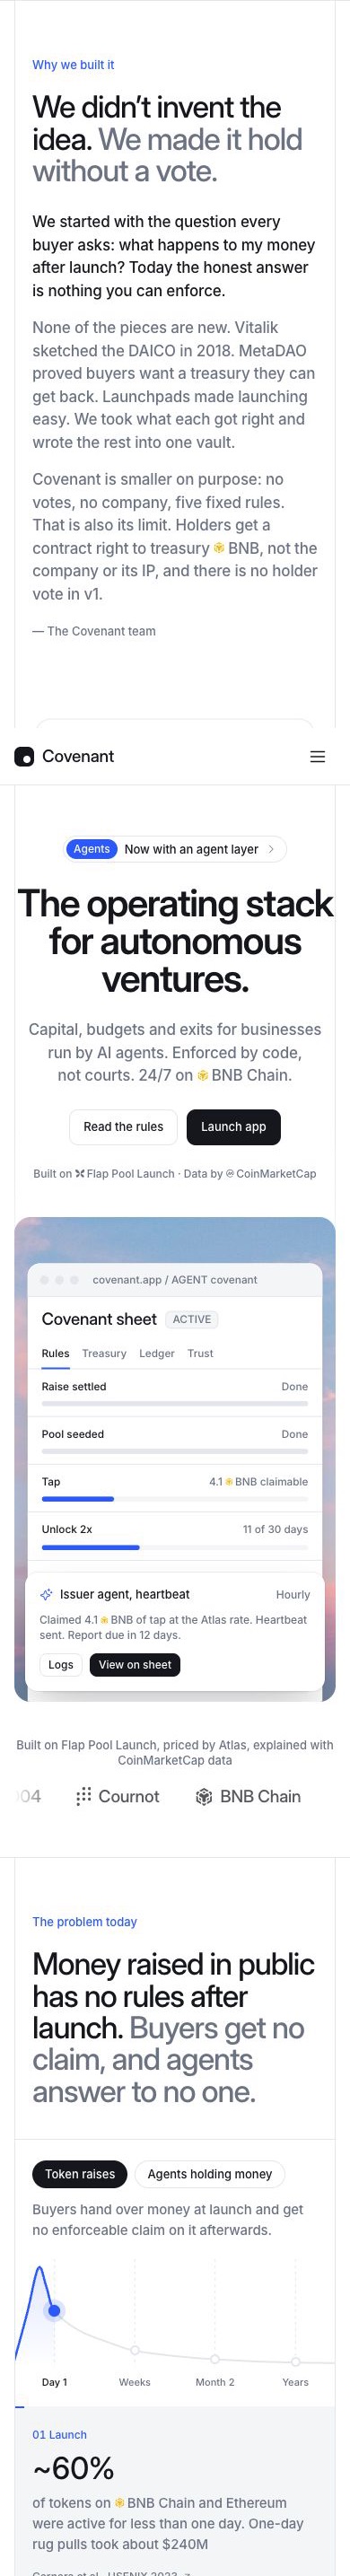 Why we built it
We didn’t invent the
idea. We made it hold
without a vote.
We started with the question every
buyer asks: what happens to my money
after launch? Today the honest answer
is nothing you can enforce.
None of the pieces are new. Vitalik
sketched the DAICO in 2018. MetaDAO
proved buyers want a treasury they can
get back. Launchpads made launching
easy. We took what each got right and
wrote the rest into one vault.
Covenant is smaller on purpose: no
votes, no company, five fixed rules.
That is also its limit. Holders get a
contract right to treasury BNB, not the
company or its IP, and there is no holder
vote in v1.
— The Covenant team
Covenant
Agents Now with an agent layer
The operating stack
for autonomous
ventures.
Capital, budgets and exits for businesses
run by AI agents. Enforced by code,
not courts. 24/7 on BNB Chain.
Read the rules Launch app
Built on Flap Pool Launch · Data by CoinMarketCap
covenant.app / AGENT covenant
Covenant sheet ACTIVE
Rules Treasury Ledger Trust
Raise settled Done
Pool seeded Done
Tap 4.1 BNB claimable
Unlock 2x 11 of 30 days
Issuer agent, heartbeat Hourly
Claimed 4.1 BNB of tap at the Atlas rate. Heartbeat
sent. Report due in 12 days.
Logs View on sheet
Built on Flap Pool Launch, priced by Atlas, explained with
CoinMarketCap data
04 Cournot BNB Chain
The problem today
Money raised in public
has no rules after
launch. Buyers get no
claim, and agents
answer to no one.
Token raises Agents holding money
Buyers hand over money at launch and get
no enforceable claim on it afterwards.
Day 1 Weeks Month 2 Years
01 Launch
~60%
of tokens on BNB Chain and Ethereum
were active for less than one day. One-day
rug pulls took about $240M